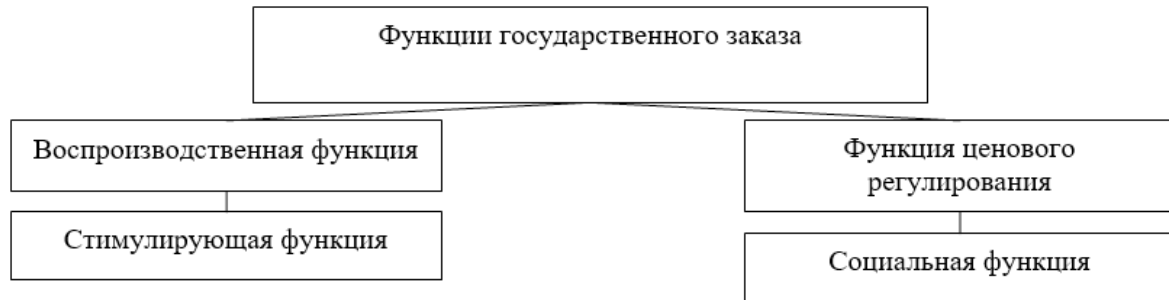 Функции государственного заказа
Воспроизводственная функция
Стимулирующая функция
Функция ценового
регулирования
Социальная функция